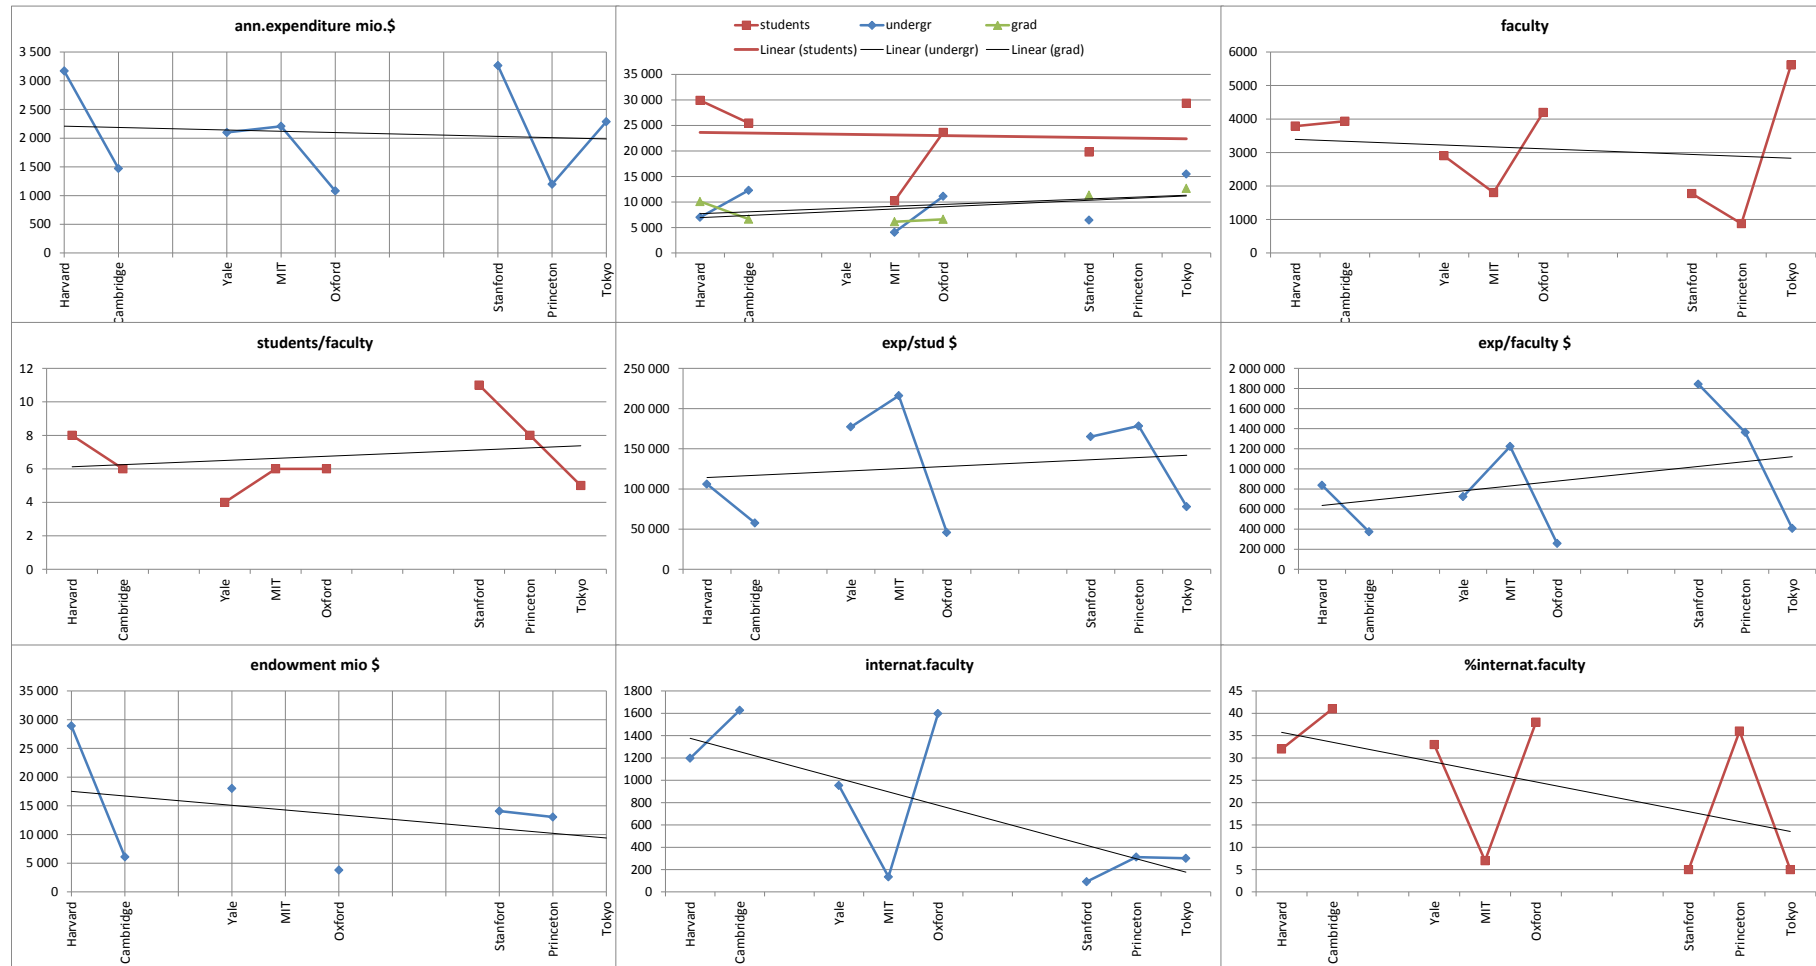 ann.expenditure mio.$
3 500
3 000
2 500
2 000
1 500
1 000
500
0
Harvard
Cambridge
Yale
MIT
Oxford
Stanford
Princeton
Tokyo
students undergr grad
Linear (students) Linear (undergr) Linear (grad)
35 000
30 000
25 000
20 000
15 000
10 000
5 000
0
Harvard
Cambridge
Yale
MIT
Oxford
Stanford
Princeton
Tokyo
faculty
6000
5000
4000
3000
2000
1000
0
Harvard
Cambridge
Yale
MIT
Oxford
Stanford
Princeton
Tokyo
students/faculty
12
10
8
6
4
2
0
Harvard
Cambridge
Yale
MIT
Oxford
Stanford
Princeton
Tokyo
exp/stud $
250 000
200 000
150 000
100 000
50 000
0
Harvard
Cambridge
Yale
MIT
Oxford
Stanford
Princeton
Tokyo
exp/faculty $
2 000 000
1 800 000
1 600 000
1 400 000
1 200 000
1 000 000
800 000
600 000
400 000
200 000
0
Harvard
Cambridge
Yale
MIT
Oxford
Stanford
Princeton
Tokyo
endowment mio $
35 000
30 000
25 000
20 000
15 000
10 000
5 000
0
Harvard
Cambridge
Yale
MIT
Oxford
Stanford
Princeton
Tokyo
internat.faculty
1800
1600
1400
1200
1000
800
600
400
200
0
Harvard
Cambridge
Yale
MIT
Oxford
Stanford
Princeton
Tokyo
%internat.faculty
45
40
35
30
25
20
15
10
5
0
Harvard
Cambridge
Yale
MIT
Oxford
Stanford
Princeton
Tokyo